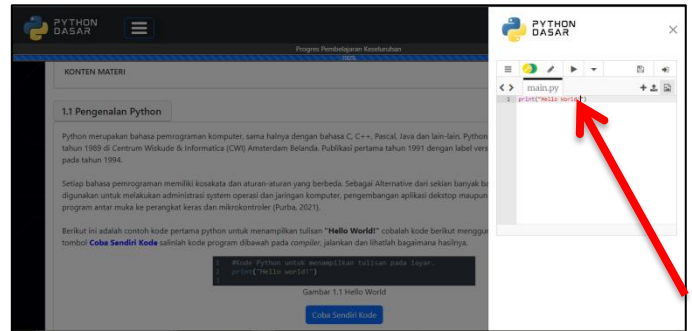 PYTHON
DASAR
Progres Pembelajaran Keseluruhan
KONTEN MATERI
1.1 Pengenalan Python
Python merupakan bahasa pemrograman komputer, sama halnya dengan bahasa C, C++, Pascal, Java dan lain-lain. Python
tahun 1989 di Centrum Wiskude & Informatica (CWI) Amsterdam Belanda. Publikasi pertama tahun 1991 dengan label vers
pada tahun 1994.
Setiap bahasa pemrograman memiliki kosakata dan aturan-aturan yang berbeda. Sebagai Alternative dari sekian banyak ba
digunakan untuk melakukan administrasi system operasi dan jaringan komputer, pengembangan aplikasi dekstop maupun
program antar muka ke perangkat keras dan mikrokontroler (Purba, 2021).
Berikut ini adalah contoh kode pertama python untuk menampilkan tulisan "Hello World!" cobalah kode berikut menggu
tombol Coba Sendiri Kode salinlah kode program dibawah pada compiler, jalankan dan lihatlah bagaimana hasilnya.
1 #Kode Python untuk menampilkan tulisan pada layar.
2 print("Hello world!")
3
Gambar 1.1 Hello World
Coba Sendiri Kode
PYTHON
DASAR
main.py
1 print("Hello World